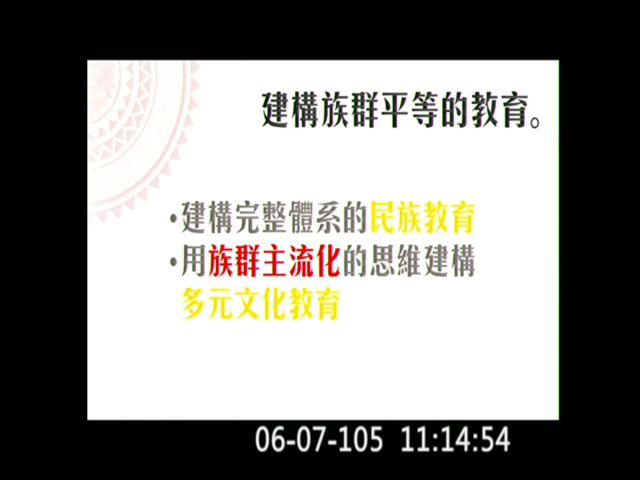 建構族群平等的教育。
•建構完整體系的民族教育
•用族群主流化的思維建構
多元文化教育
06-07-105 11:14:54